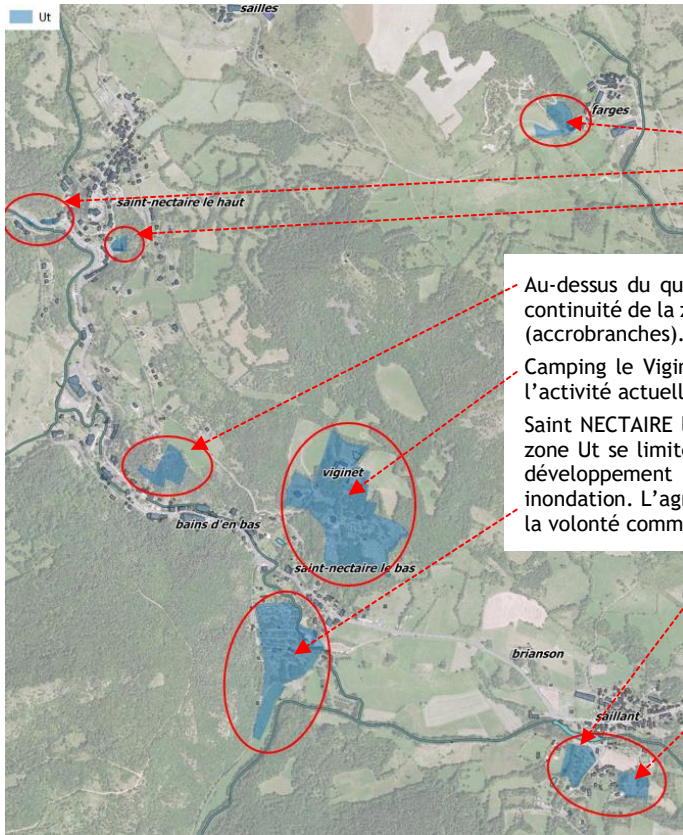 Ut
sailles
farges
saint-nectaire le haut
Au-dessus du qu
continuité de la z
(accrobranches).
Camping le Vigin
l'activité actuell
Saint NECTAIRE l
zone Ut se limite
développement
inondation. L'agr
la volonté comm
viginet
bains d'en bas
saint-nectaire le bas
brianson
saillant